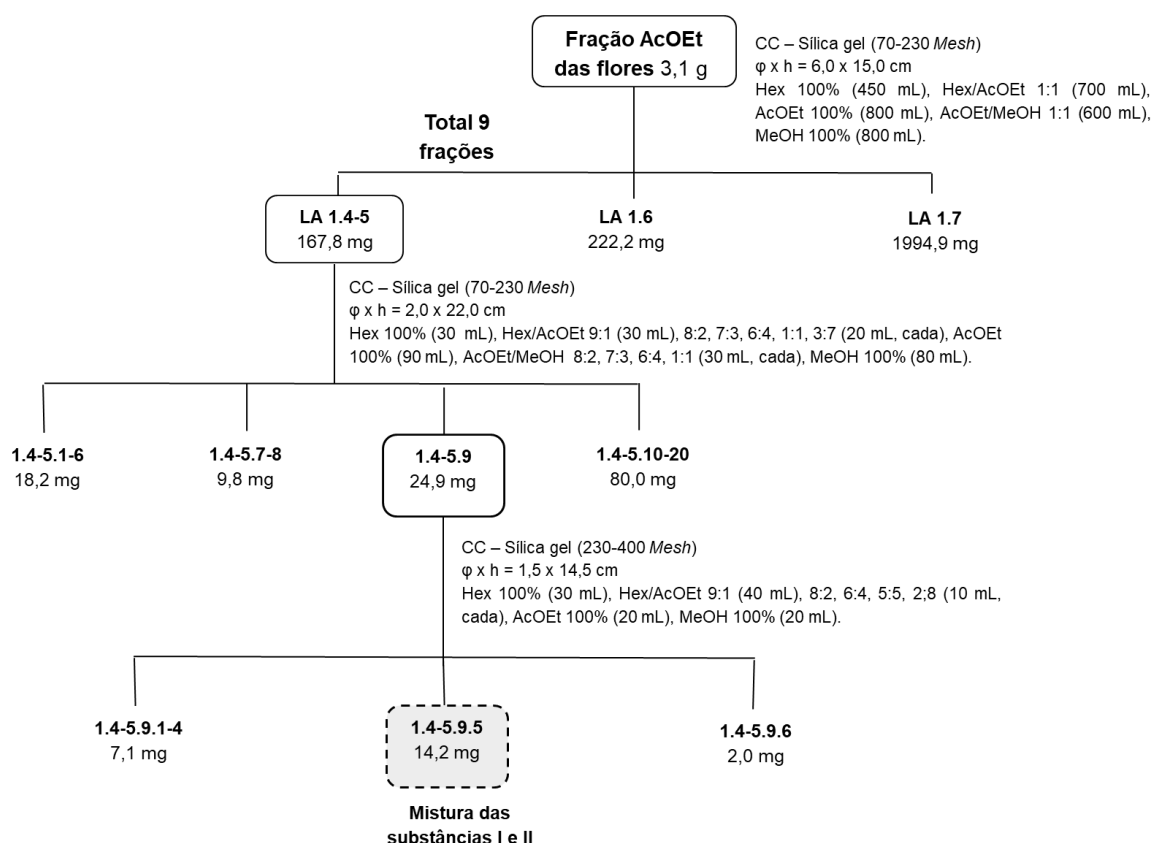 Fração AcOEt
das flores 3,1 g
CC – Sílica gel (70-230 Mesh)
φ x h = 6,0 x 15,0 cm
Hex 100% (450 mL), Hex/AcOEt 1:1 (700 mL),
AcOEt 100% (800 mL), AcOEt/MeOH 1:1 (600 mL),
MeOH 100% (800 mL).
Total 9
frações
LA 1.4-5
167,8 mg
LA 1.6
222,2 mg
LA 1.7
1994,9 mg
CC – Sílica gel (70-230 Mesh)
φ x h = 2,0 x 22,0 cm
Hex 100% (30 mL), Hex/AcOEt 9:1 (30 mL), 8:2, 7:3, 6:4, 1:1, 3:7 (20 mL, cada), AcOEt
100% (90 mL), AcOEt/MeOH 8:2, 7:3, 6:4, 1:1 (30 mL, cada), MeOH 100% (80 mL).
1.4-5.1-6
18,2 mg
1.4-5.7-8
9,8 mg
1.4-5.9
24,9 mg
1.4-5.10-20
80,0 mg
CC – Sílica gel (230-400 Mesh)
φ x h = 1,5 x 14,5 cm
Hex 100% (30 mL), Hex/AcOEt 9:1 (40 mL), 8:2, 6:4, 5:5, 2;8 (10 mL,
cada), AcOEt 100% (20 mL), MeOH 100% (20 mL).
1.4-5.9.1-4
7,1 mg
1.4-5.9.5
14,2 mg
1.4-5.9.6
2,0 mg
Mistura das
substâncias I e II